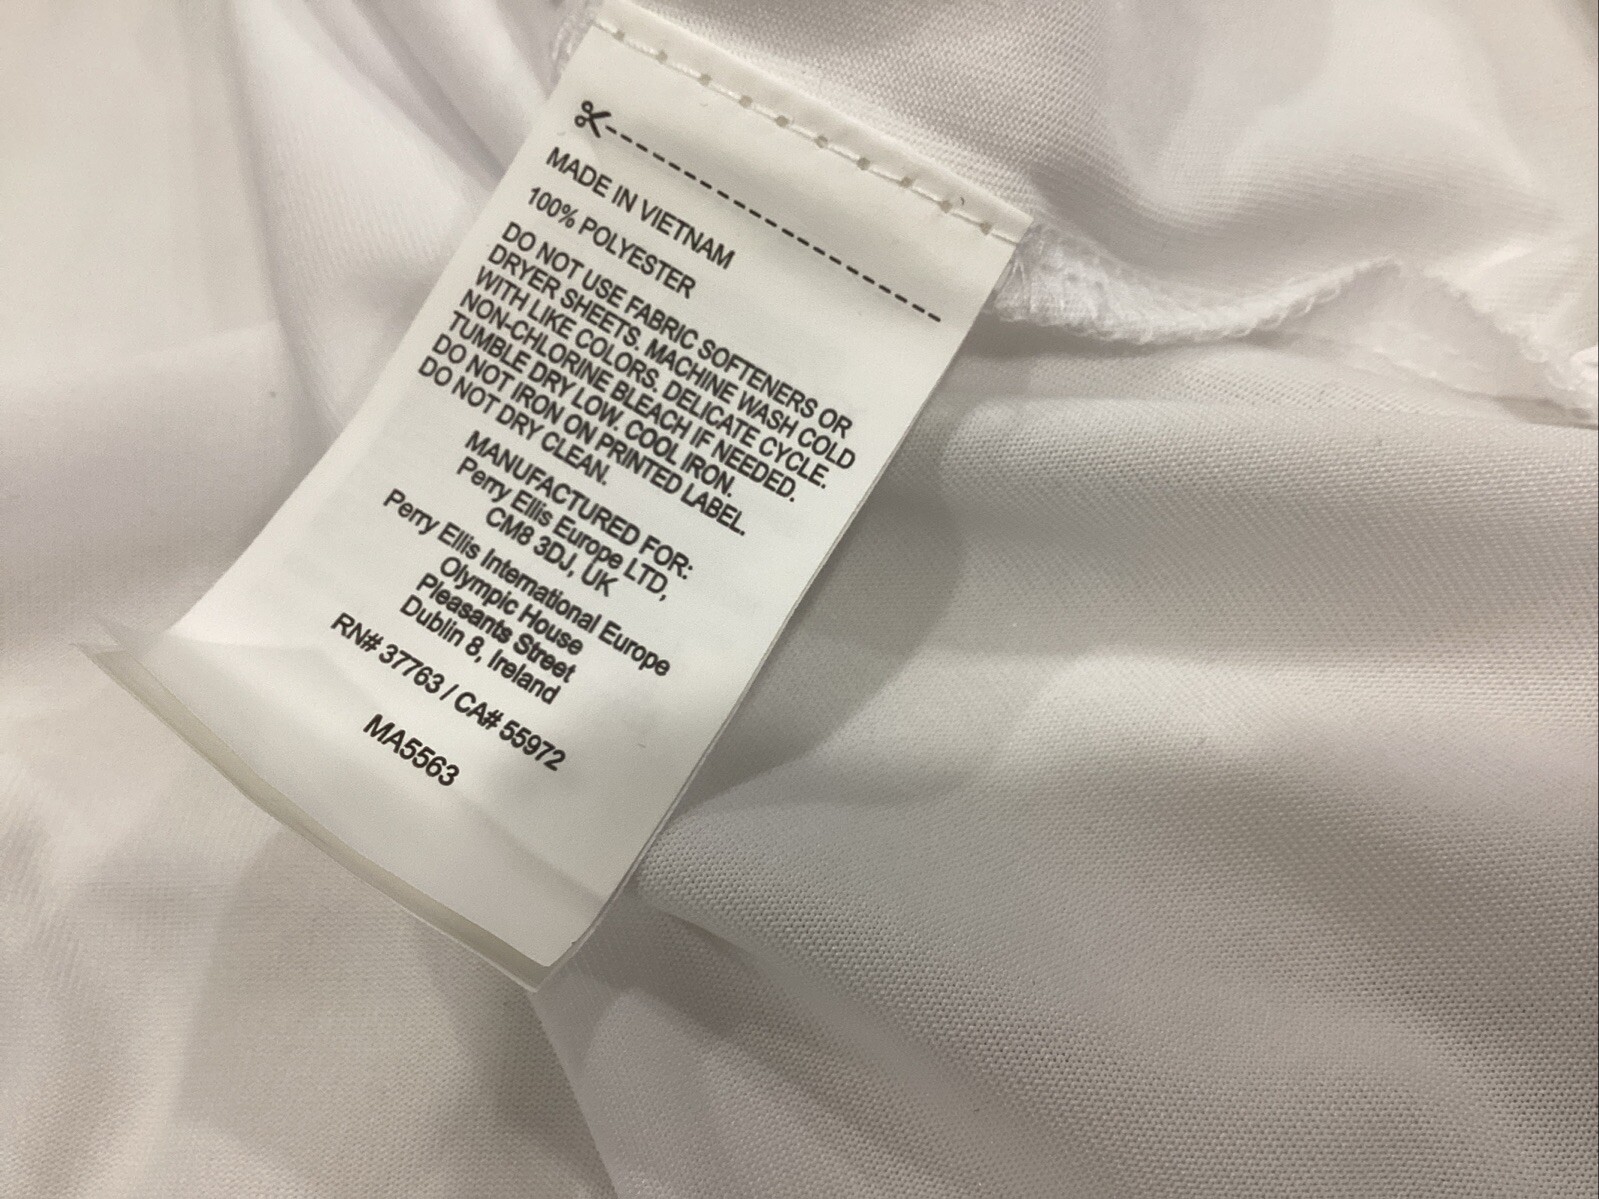 MADE IN VIETNAM
100% POLYESTER
DO NOT USE FABRIC SOFTENERS OR
DRYER SHEETS. MACHINE WASH COLD
WITH LIKE COLORS. DELICATE CYCLE.
NON-CHLORINE BLEACH IF NEEDED.
TUMBLE DRY LOW. COOL IRON.
DO NOT IRON ON PRINTED LABEL.
DO NOT DRY CLEAN.
MANUFACTURED FOR:
Perry Ellis Europe LTD,
CM8 3DJ, UK
Perry Ellis International Europe
Olympic House
Pleasants Street
Dublin 8, Ireland
RN# 37763 / CA# 55972
MA5563